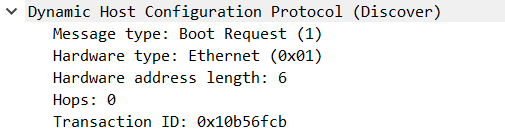 Dynamic Host Configuration Protocol (Discover)
Message type: Boot Request (1)
Hardware type: Ethernet (0x01)
Hardware address length: 6
Hops: 0
Transaction ID: 0x10b56fcb